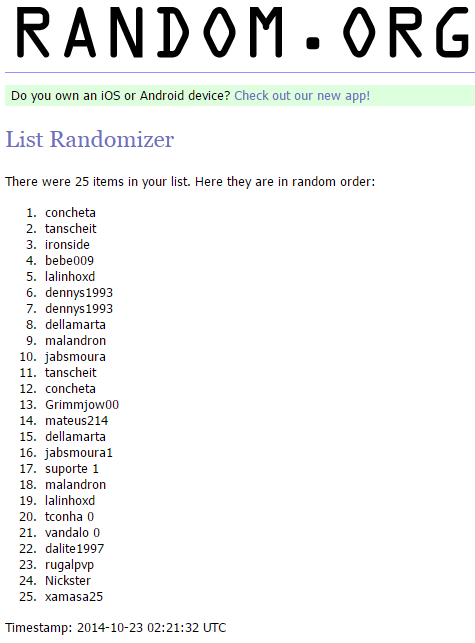 RANDOM.ORG
Do you own an iOS or Android device? Check out our new app!
List Randomizer
There were 25 items in your list. Here they are in random order:
1. concheta
2. tanscheit
3. ironside
4. bebe009
5. lalinhoxd
6. dennys1993
7. dennys1993
8. dellamarta
9. malandron
10. jabsmoura
11. tanscheit
12. concheta
13. Grimmjow00
14. mateus214
15. dellamarta
16. jabsmoura1
17. suporte 1
18. malandron
19. lalinhoxd
20. tconha 0
21. vandalo 0
22. dalite1997
23. rugalpvp
24. Nickster
25. xamasa25
Timestamp: 2014-10-23 02:21:32 UTC